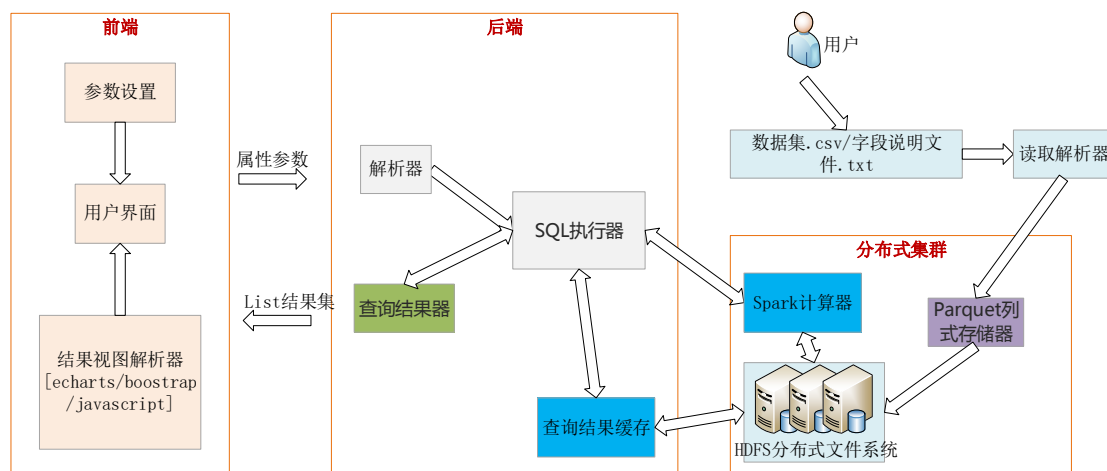 前端
参数设置
用户界面
结果视图解析器
[echarts/boostrap
/javascript]
属性参数
List结果集
后端
解析器
SQL执行器
查询结果器
查询结果缓存
用户
数据集.csv/字段说明文
件.txt
读取解析器
分布式集群
Spark计算器
Parquet列
式存储器
HDFS分布式文件系统